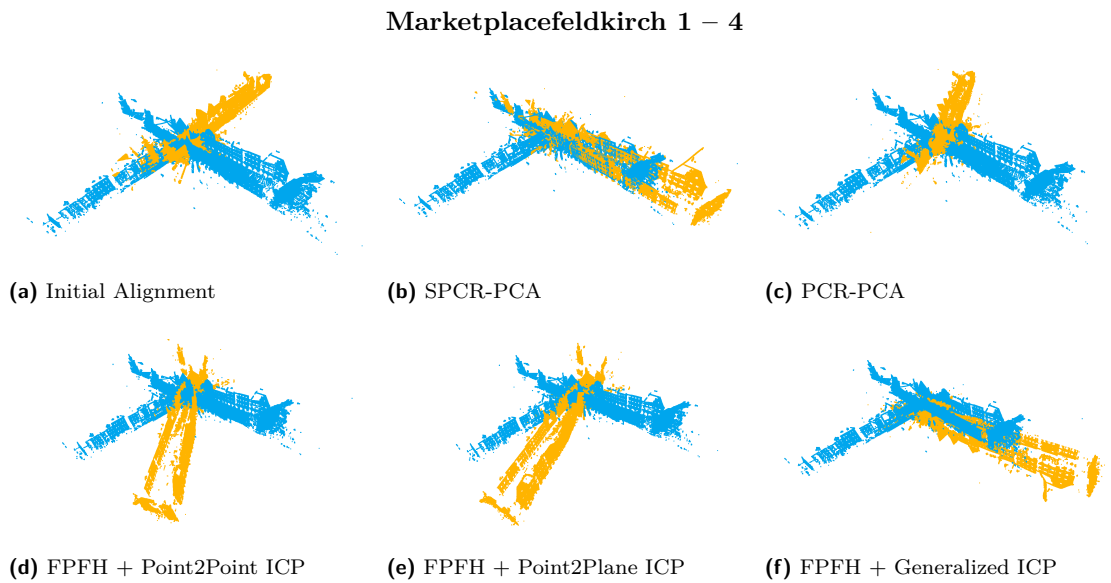 Marketplacefeldkirch 1 – 4
(a) Initial Alignment
(b) SPCR-PCA
(c) PCR-PCA
(d) FPFH + Point2Point ICP
(e) FPFH + Point2Plane ICP
(f) FPFH + Generalized ICP